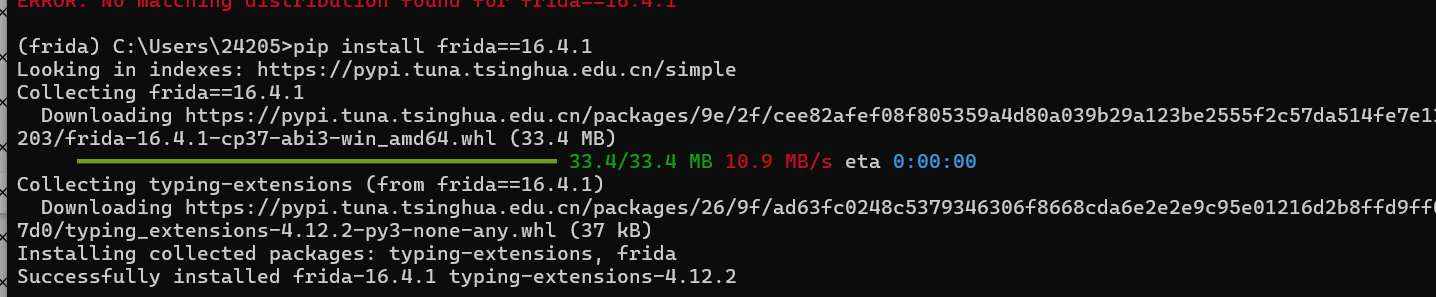 ERROR: No matching distribution found for frida==16.4.1
(frida) C:\Users\24205>pip install frida==16.4.1
Looking in indexes: https://pypi.tuna.tsinghua.edu.cn/simple
Collecting frida==16.4.1
Downloading https://pypi.tuna.tsinghua.edu.cn/packages/9e/2f/cee82afef08f805359a4d80a039b29a123be2555f2c57da514fe7e11
203/frida-16.4.1-cp37-abi3-win_amd64.whl (33.4 MB)
33.4/33.4 MB 10.9 MB/s eta 0:00:00
Collecting typing-extensions (from frida==16.4.1)
Downloading https://pypi.tuna.tsinghua.edu.cn/packages/26/9f/ad63fc0248c5379346306f8668cda6e2e2e9c95e01216d2b8ffd9ff0
7d0/typing_extensions-4.12.2-py3-none-any.whl (37 kB)
Installing collected packages: typing-extensions, frida
Successfully installed frida-16.4.1 typing-extensions-4.12.2